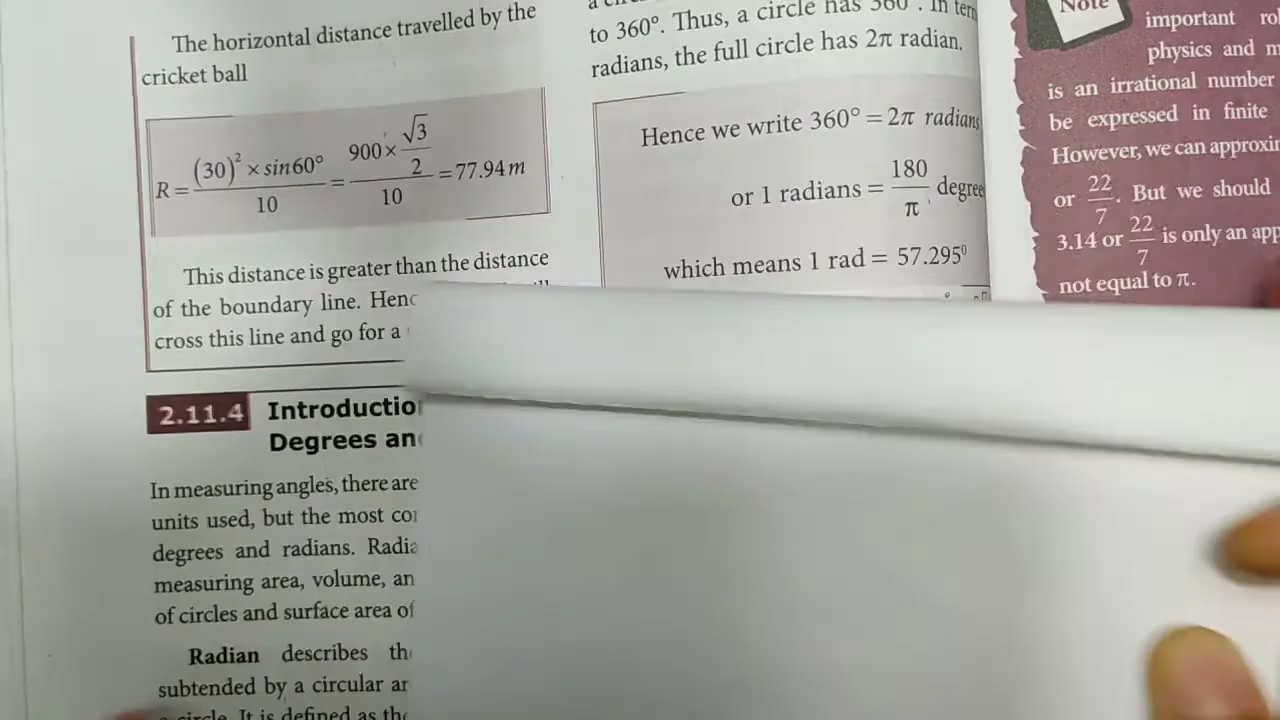 The horizontal distance travelled by the
cricket ball
R = (30)² × sin60° / 10 = 900 × √3/2 / 10 = 77.94 m
This distance is greater than the distance
of the boundary line. Henc
cross this line and go for a
2.11.4 Introductio
Degrees an
In measuring angles, there are
units used, but the most co
degrees and radians. Radia
measuring area, volume, an
of circles and surface area of
Radian describes th
subtended by a circular ar
circle. It is defined as the
to 360°. Thus, a circle has 360°. In
radians, the full circle has 2π radian.
Hence we write 360° = 2π radians
or 1 radians = 180/π degree
which means 1 rad = 57.295⁰
Note
important
physics and m
is an irrational number
be expressed in finite
However, we can approxi
or 22/7. But we should
3.14 or 22/7 is only an app
not equal to π.